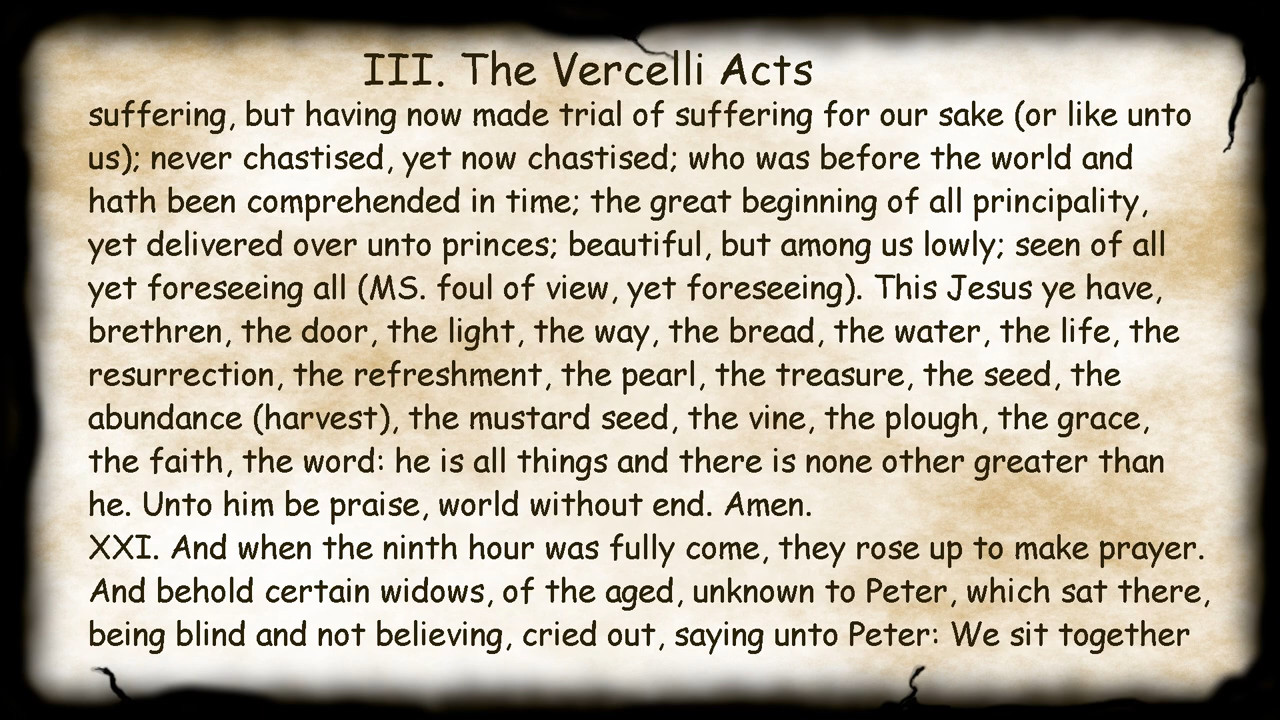 III. The Vercelli Acts
suffering, but having now made trial of suffering for our sake (or like unto
us); never chastised, yet now chastised; who was before the world and
hath been comprehended in time; the great beginning of all principality,
yet delivered over unto princes; beautiful, but among us lowly; seen of all
yet foreseeing all (MS. foul of view, yet foreseeing). This Jesus ye have,
brethren, the door, the light, the way, the bread, the water, the life, the
resurrection, the refreshment, the pearl, the treasure, the seed, the
abundance (harvest), the mustard seed, the vine, the plough, the grace,
the faith, the word: he is all things and there is none other greater than
he. Unto him be praise, world without end. Amen.
XXI. And when the ninth hour was fully come, they rose up to make prayer.
And behold certain widows, of the aged, unknown to Peter, which sat there,
being blind and not believing, cried out, saying unto Peter: We sit together